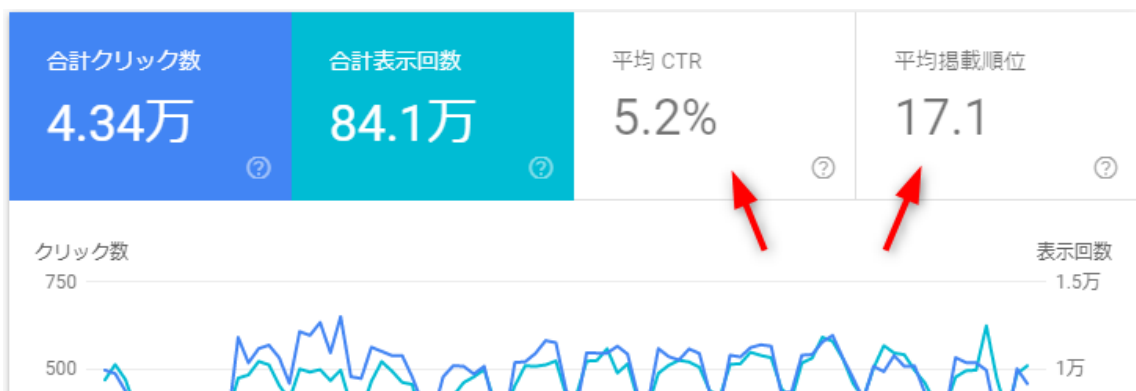 合計クリック数
4.34万
合計表示回数
84.1万
平均 CTR
5.2%
平均掲載順位
17.1
クリック数
表示回数
750
1.5万
500
1万